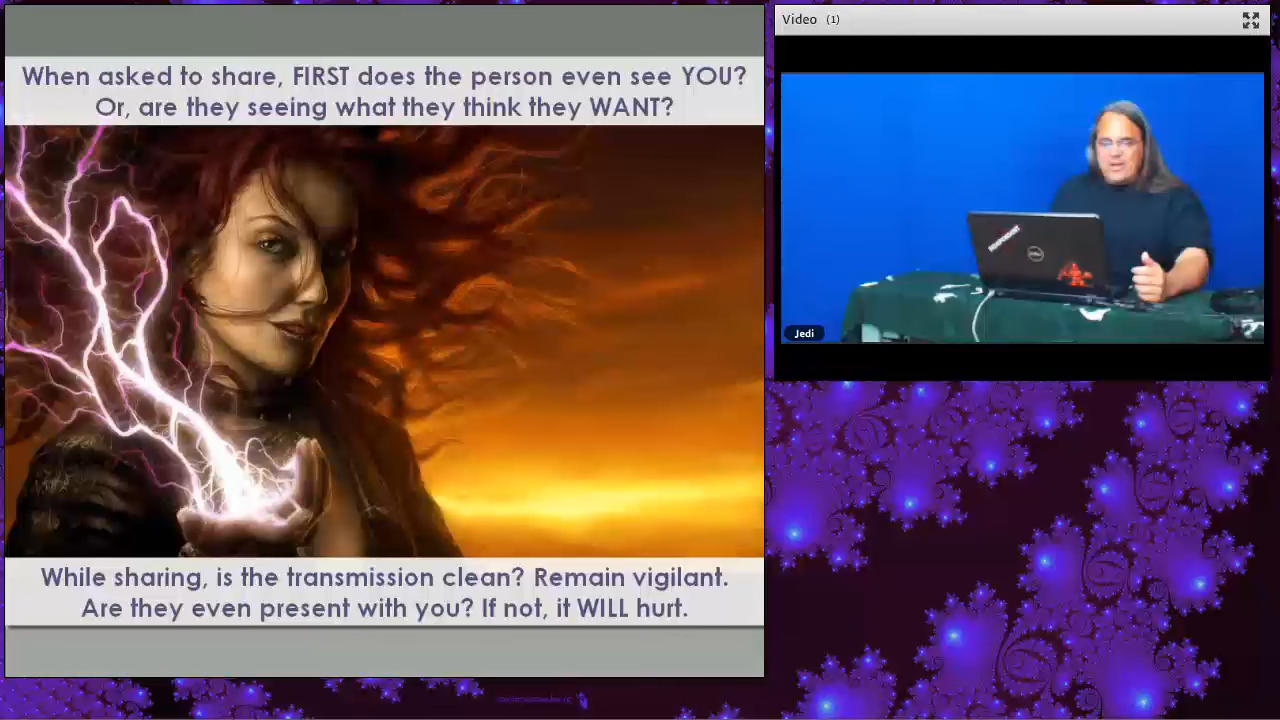 When asked to share, FIRST does the person even see YOU?
Or, are they seeing what they think they WANT?
While sharing, is the transmission clean? Remain vigilant.
Are they even present with you? If not, it WILL hurt.
Video (1)
Jedi
DELL